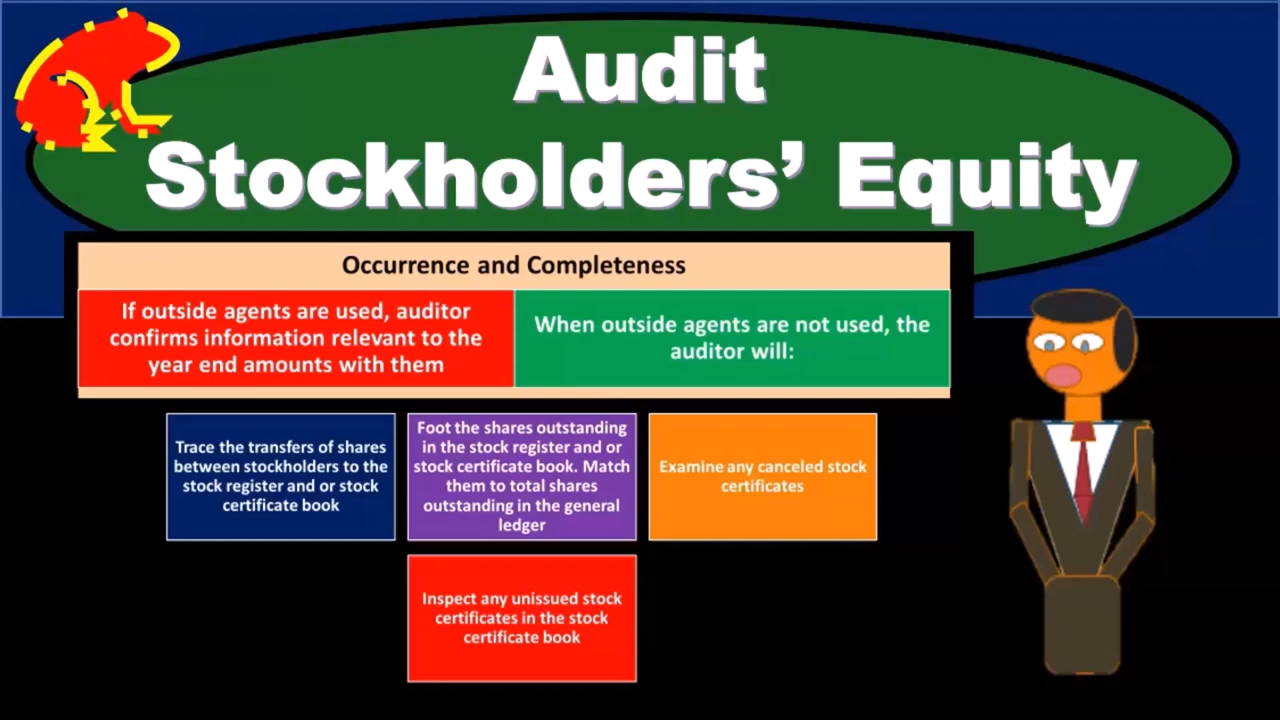 Audit
Stockholders’ Equity
Occurrence and Completeness
If outside agents are used, auditor
confirms information relevant to the
year end amounts with them
When outside agents are not used, the
auditor will:
Trace the transfers of shares
between stockholders to the
stock register and or stock
certificate book
Foot the shares outstanding
in the stock register and or
stock certificate book. Match
them to total shares
outstanding in the general
ledger
Examine any canceled stock
certificates
Inspect any unissued stock
certificates in the stock
certificate book